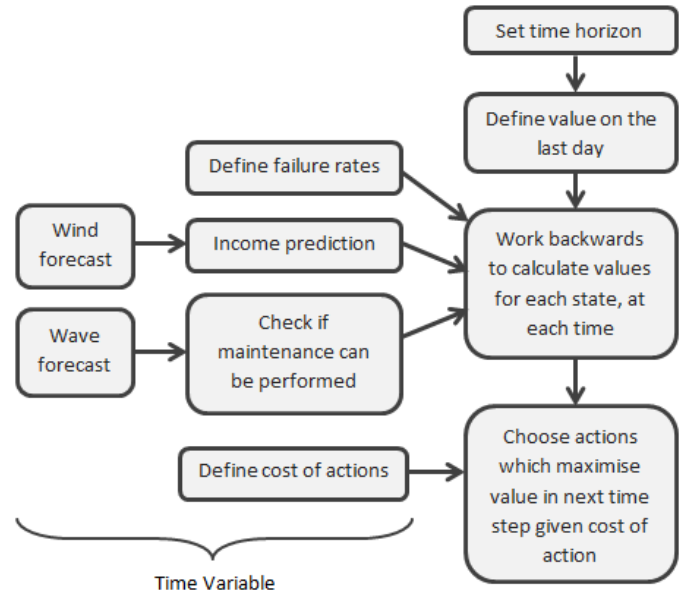 Set time horizon
Define value on the
last day
Define failure rates
Wind
forecast
Income prediction
Work backwards
to calculate values
for each state, at
each time
Wave
forecast
Check if
maintenance can
be performed
Define cost of actions
Choose actions
which maximise
value in next time
step given cost of
action
Time Variable